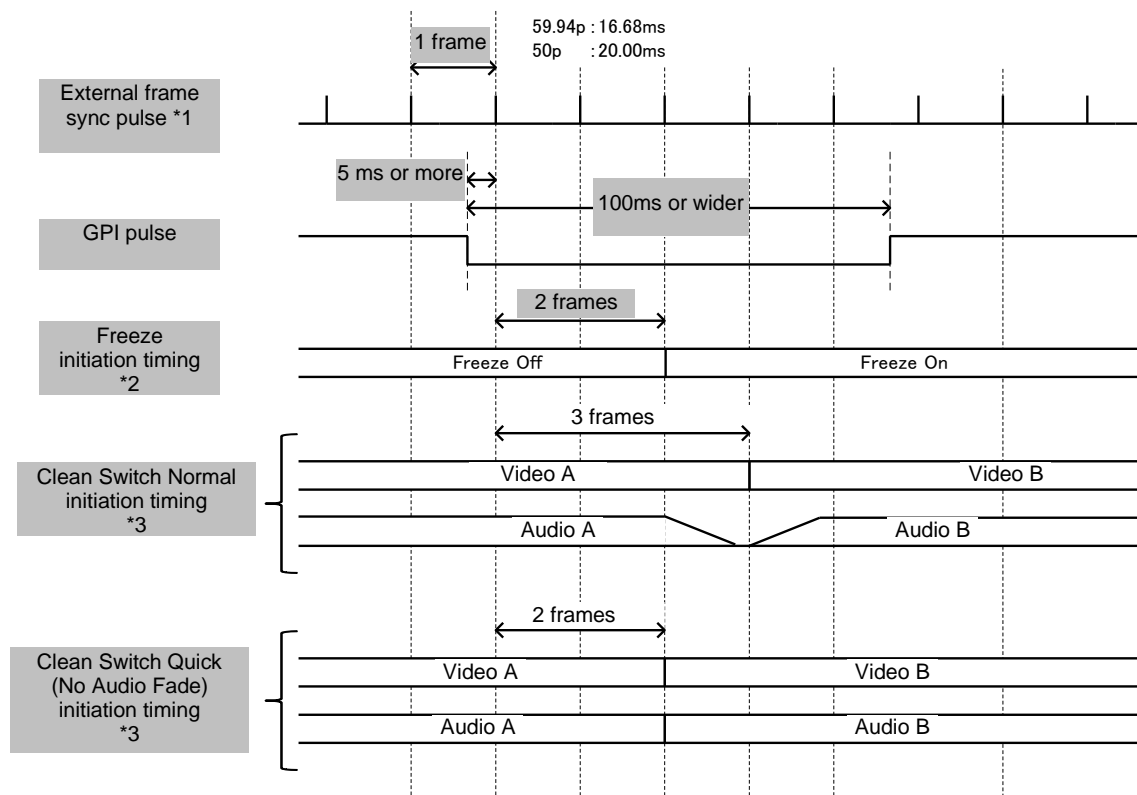 59.94p : 16.68ms
1 frame
50p : 20.00ms
External frame
sync pulse *1
5 ms or more
100ms or wider
GPI pulse
2 frames
Freeze
initiation timing
*2
Freeze Off
Freeze On
3 frames
Clean Switch Normal
initiation timing
*3
Video A
Video B
Audio A
Audio B
2 frames
Clean Switch Quick
(No Audio Fade)
initiation timing
*3
Video A
Video B
Audio A
Audio B